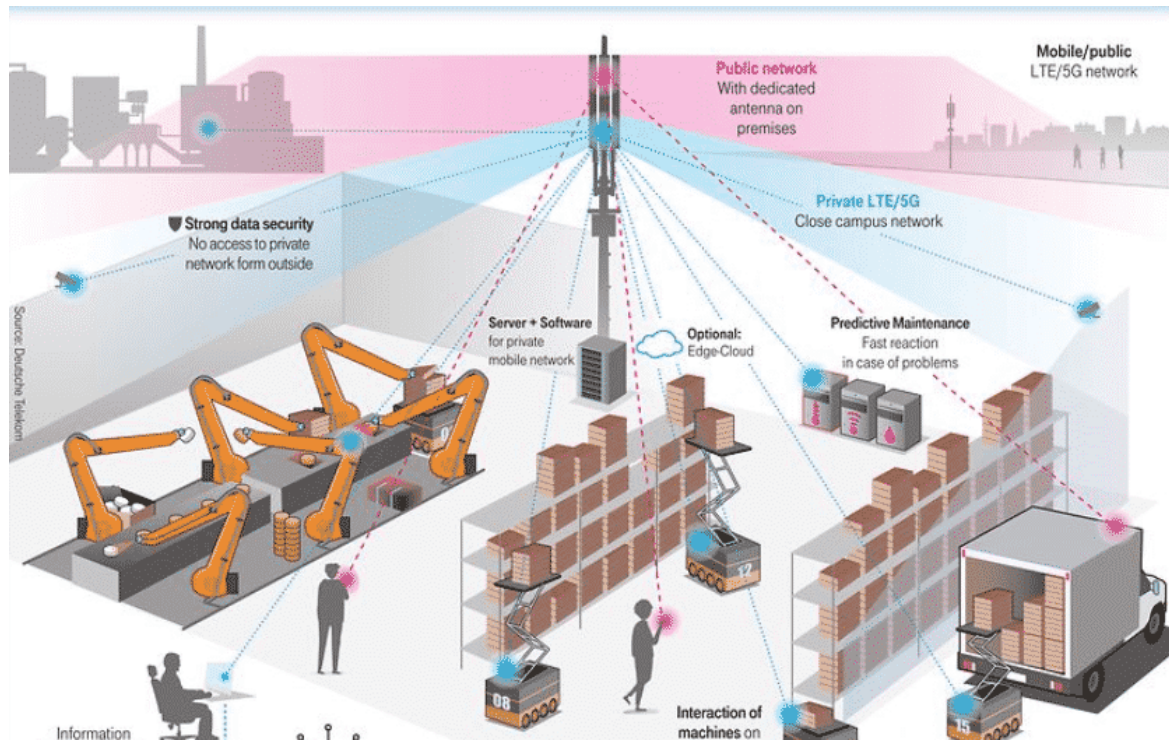 Public network
With dedicated
antenna on
premises
Mobile/public
LTE/5G network
Strong data security
No access to private
network form outside
Private LTE/5G
Close campus network
Source: Deutsche Telekom
Server + Software
for private
mobile network
Optional:
Edge-Cloud
Predictive Maintenance
Fast reaction
in case of problems
0
12
08
15
Information
Interaction of
machines on